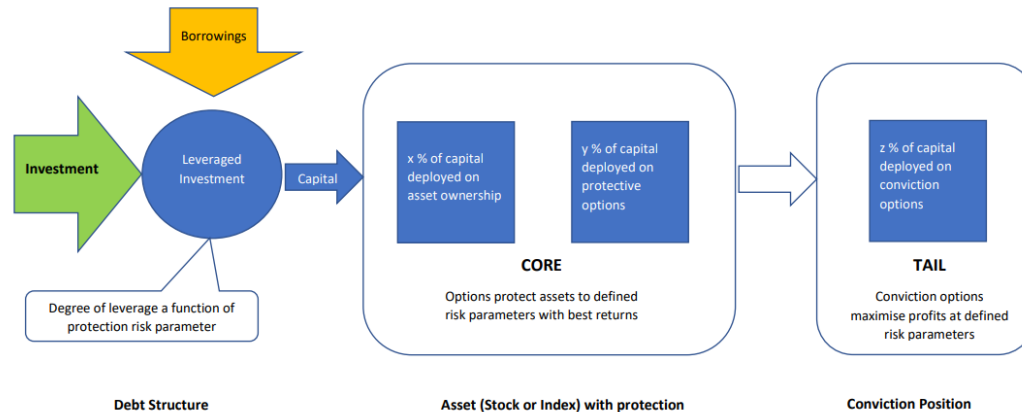 Borrowings
Investment
Leveraged
Investment
Capital
x % of capital
deployed on
asset ownership
y % of capital
deployed on
protective
options
z % of capital
deployed on
conviction
options
CORE
Options protect assets to defined
risk parameters with best returns
TAIL
Conviction options
maximise profits at defined
risk parameters
Degree of leverage a function of
protection risk parameter
Debt Structure
Asset (Stock or Index) with protection
Conviction Position